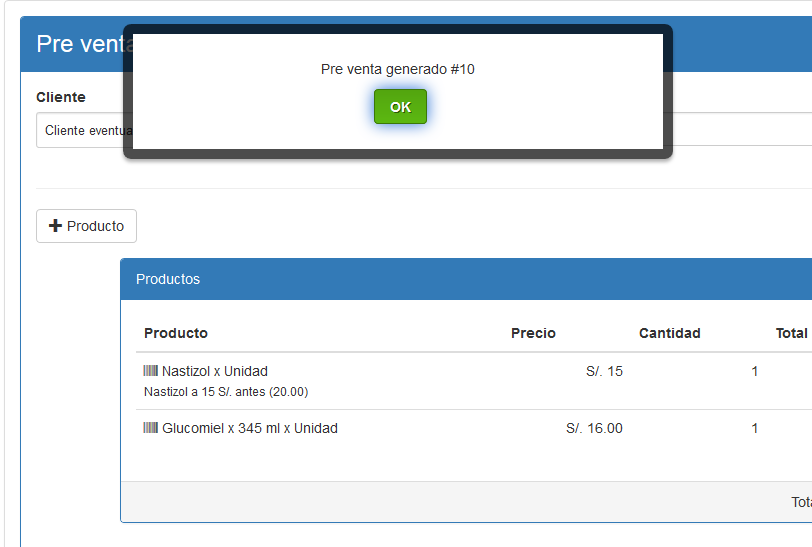 Pre venta
Pre venta generado #10
OK
Cliente
Cliente eventua
Producto
Productos
Producto Precio Cantidad Total
Nastizol x Unidad S/. 15 1
Nastizol a 15 S/. antes (20.00)
Glucomiel x 345 ml x Unidad S/. 16.00 1
Tota